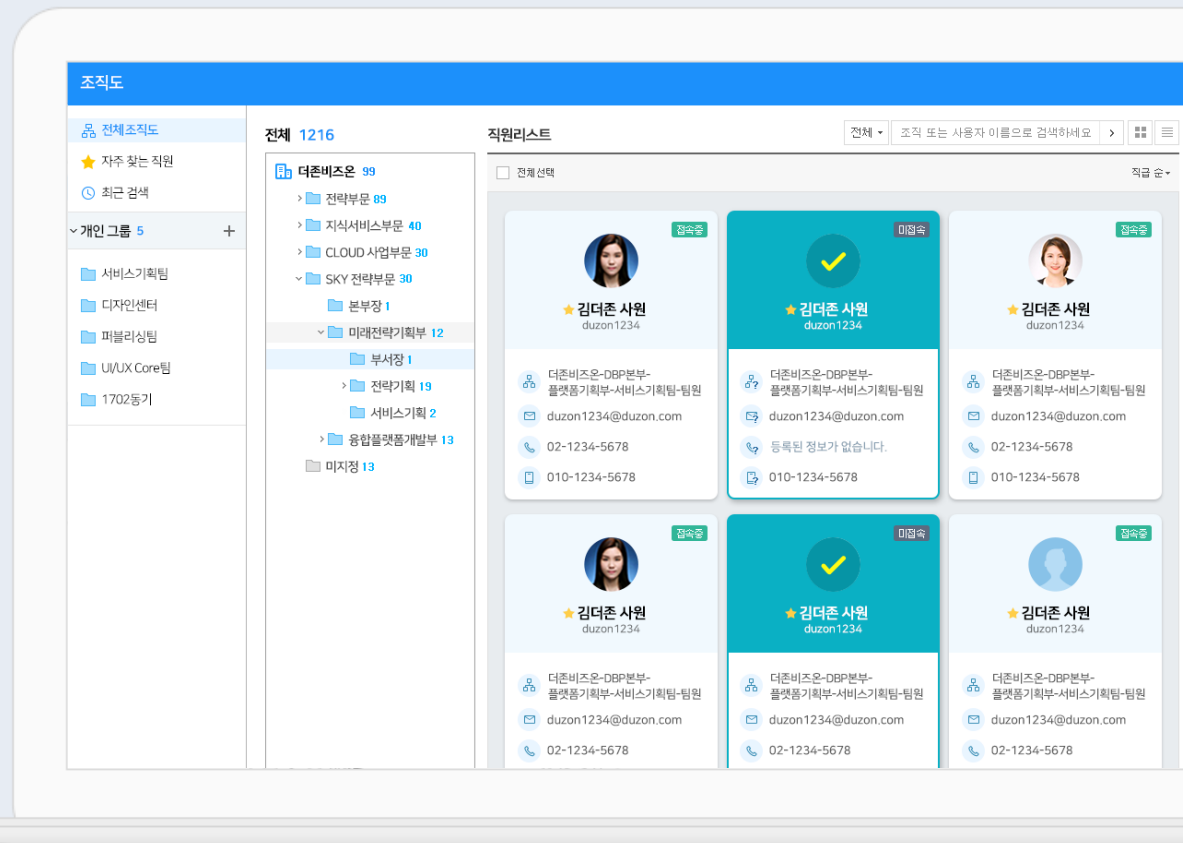 조직도
전체조직도
자주 찾는 직원
최근 검색
개인 그룹 5
서비스기획팀
디자인센터
퍼블리싱팀
UI/UX Core팀
1702동기
전체 1216
더존비즈온 99
전략부문 89
지식서비스부문 40
CLOUD 사업부문 30
SKY 전략부문 30
본부장 1
미래전략기획부 12
부서장 1
전략기획 19
서비스기획 2
융합플랫폼개발부 13
미지정 13
직원리스트
전체
조직 또는 사용자 이름으로 검색하세요
전체선택
직급 순
접속중
김더존 사원
duzon1234
더존비즈온-DBP본부-
플랫폼기획부-서비스기획팀-팀원
duzon1234@duzon.com
02-1234-5678
010-1234-5678
미접속
김더존 사원
duzon1234
더존비즈온-DBP본부-
플랫폼기획부-서비스기획팀-팀원
duzon1234@duzon.com
등록된 정보가 없습니다.
010-1234-5678
접속중
김더존 사원
duzon1234
더존비즈온-DBP본부-
플랫폼기획부-서비스기획팀-팀원
duzon1234@duzon.com
02-1234-5678
010-1234-5678
접속중
김더존 사원
duzon1234
더존비즈온-DBP본부-
플랫폼기획부-서비스기획팀-팀원
duzon1234@duzon.com
02-1234-5678
미접속
김더존 사원
duzon1234
더존비즈온-DBP본부-
플랫폼기획부-서비스기획팀-팀원
duzon1234@duzon.com
02-1234-5678
접속중
김더존 사원
duzon1234
더존비즈온-DBP본부-
플랫폼기획부-서비스기획팀-팀원
duzon1234@duzon.com
02-1234-5678